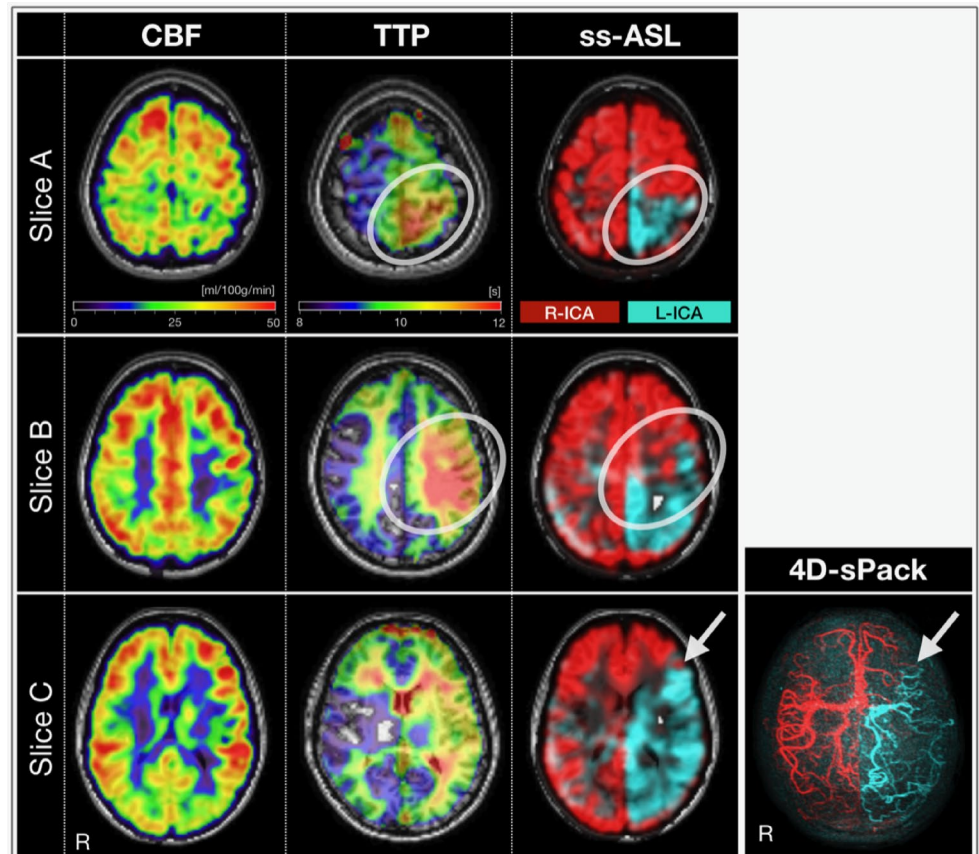 CBF TTP ss-ASL
Slice A
[ml/100g/min] [s]
0 25 50 8 10 12 R-ICA L-ICA
Slice B
4D-sPack
Slice C
R R